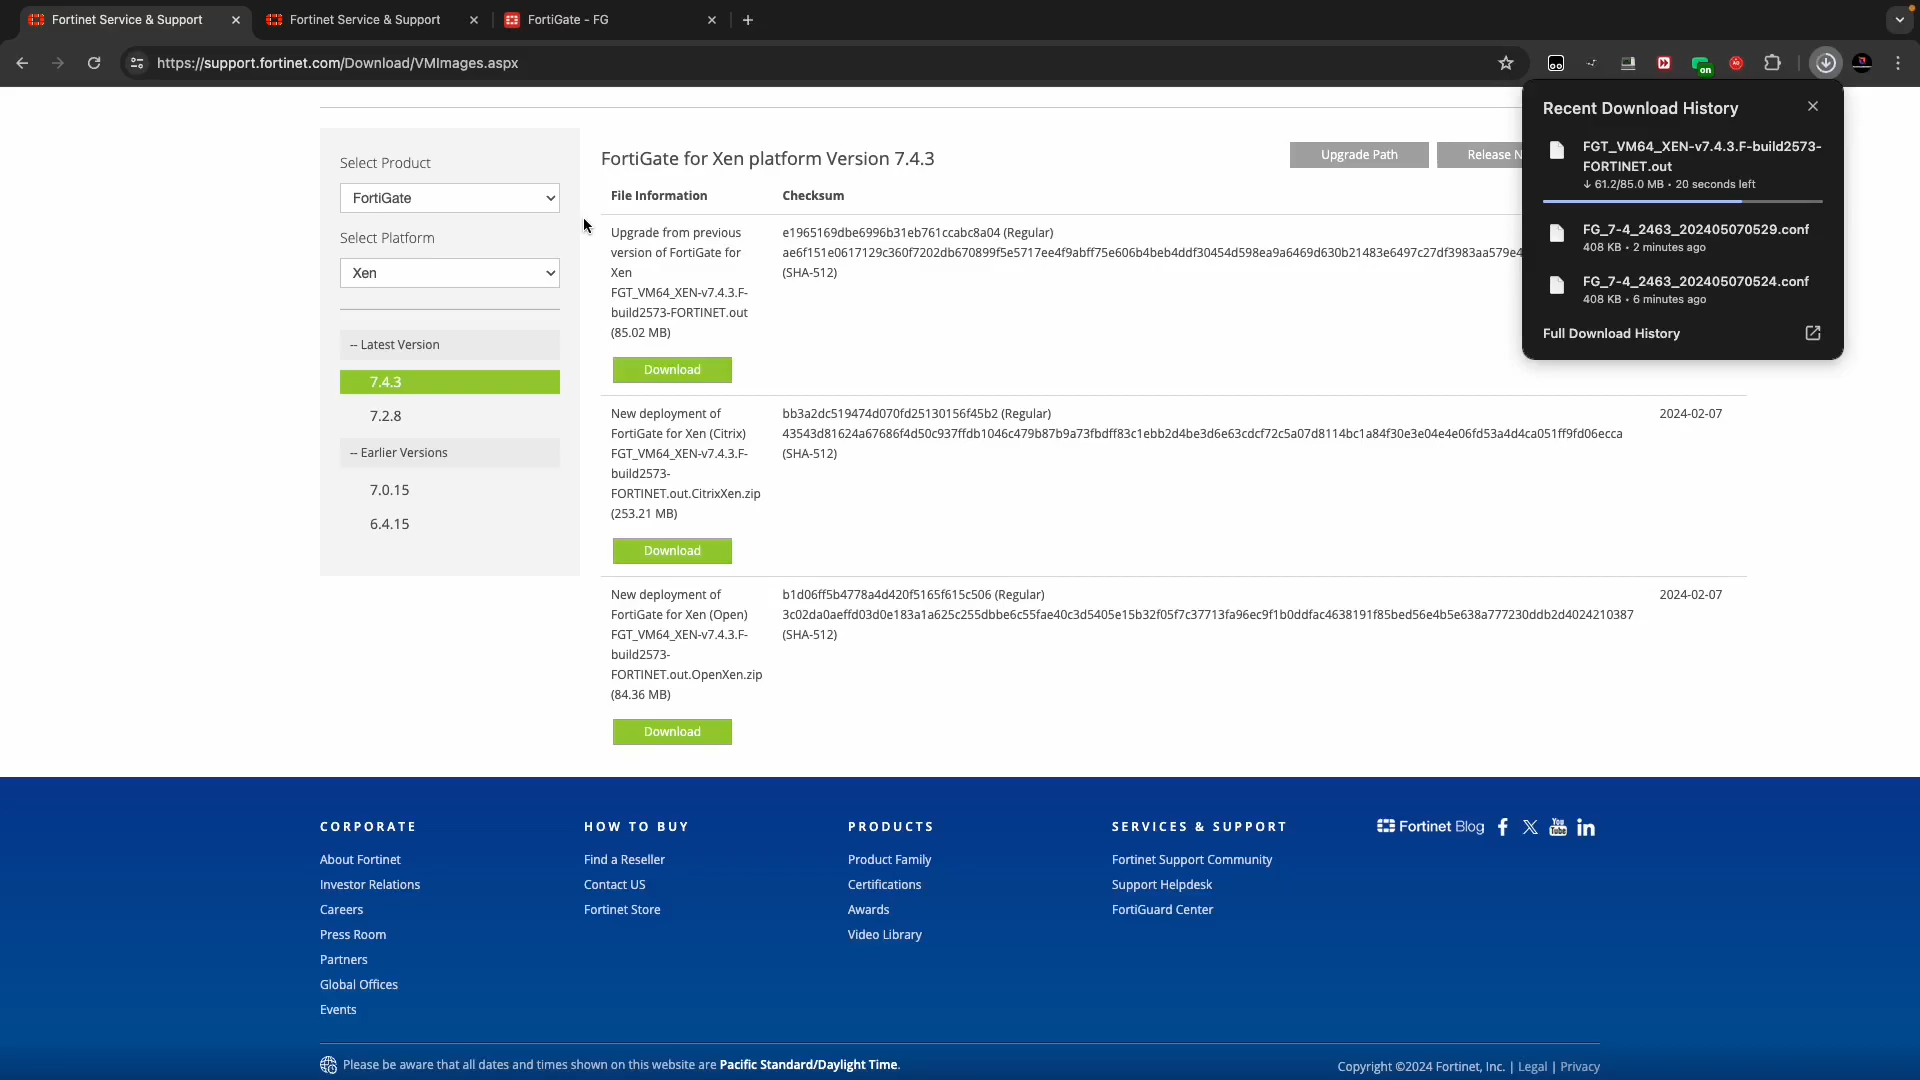 Fortinet Service & Support
Fortinet Service & Support
FortiGate - FG
https://support.fortinet.com/Download/VMImages.aspx
on
Recent Download History
FGT_VM64_XEN-v7.4.3.F-build2573-
FORTINET.out
↓ 61.2/85.0 MB • 20 seconds left
FG_7-4_2463_202405070529.conf
408 KB • 2 minutes ago
FG_7-4_2463_202405070524.conf
408 KB • 6 minutes ago
Full Download History
Select Product
FortiGate
Select Platform
Xen
-- Latest Version
7.4.3
7.2.8
-- Earlier Versions
7.0.15
6.4.15
FortiGate for Xen platform Version 7.4.3
Upgrade Path
Release N
File Information
Checksum
Upgrade from previous
version of FortiGate for
Xen
FGT_VM64_XEN-v7.4.3.F-
build2573-FORTINET.out
(85.02 MB)
e1965169dbe6996b31eb761ccabc8a04 (Regular)
ae6f151e0617129c360f7202db670899f5e5717ee4f9abff75e606b4beb4ddf30454d598ea9a6469d630b21483e6497c27df3983aa579e4
(SHA-512)
Download
New deployment of
FortiGate for Xen (Citrix)
FGT_VM64_XEN-v7.4.3.F-
build2573-
FORTINET.out.CitrixXen.zip
(253.21 MB)
bb3a2dc519474d070fd25130156f45b2 (Regular)
43543d81624a67686f4d50c937ffdb1046c479b87b9a73fbdff83c1ebb2d4be3d6e63cdcf72c5a07d8114bc1a84f30e3e04e4e06fd53a4d4ca051ff9fd06ecca
(SHA-512)
2024-02-07
Download
New deployment of
FortiGate for Xen (Open)
FGT_VM64_XEN-v7.4.3.F-
build2573-
FORTINET.out.OpenXen.zip
(84.36 MB)
b1d06ff5b4778a4d420f5165f615c506 (Regular)
3c02da0aeffd03d0e183a1a625c255dbbe6c55fae40c3d5405e15b32f05f7c37713fa96ec9f1b0ddfac4638191f85bed56e4b5e638a777230ddb2d4024210387
(SHA-512)
2024-02-07
Download
CORPORATE
About Fortinet
Investor Relations
Careers
Press Room
Partners
Global Offices
Events
HOW TO BUY
Find a Reseller
Contact US
Fortinet Store
PRODUCTS
Product Family
Certifications
Awards
Video Library
SERVICES & SUPPORT
Fortinet Support Community
Support Helpdesk
FortiGuard Center
Fortinet Blog
Please be aware that all dates and times shown on this website are Pacific Standard/Daylight Time.
Copyright ©2024 Fortinet, Inc. | Legal | Privacy